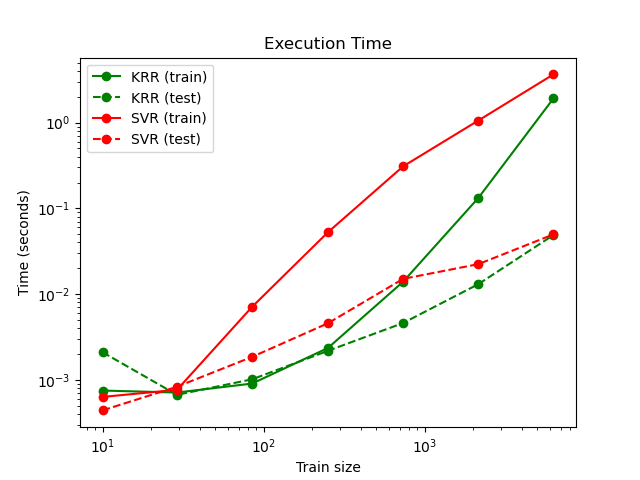 Execution Time
KRR (train)
KRR (test)
SVR (train)
SVR (test)
10⁰
10⁻¹
10⁻²
10⁻³
Time (seconds)
10¹ 10² 10³
Train size